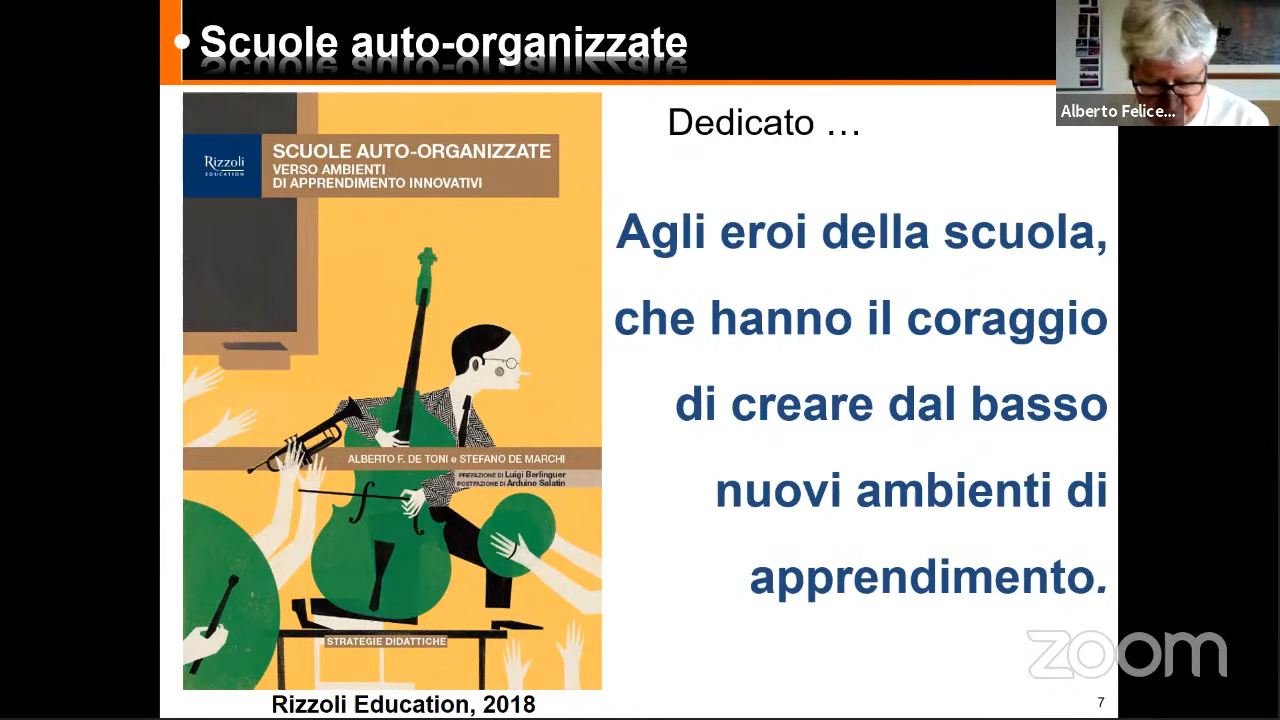 • Scuole auto-organizzate
Alberto Felice...
Dedicato …
Rizzoli
EDUCATION
SCUOLE AUTO-ORGANIZZATE
VERSO AMBIENTI
DI APPRENDIMENTO INNOVATIVI
ALBERTO F. DE TONI e STEFANO DE MARCHI
PREFAZIONE DI Luigi Berlinguer
POSTFAZIONE DI Arduino Salatin
STRATEGIE DIDATTICHE
Rizzoli Education, 2018
Agli eroi della scuola,
che hanno il coraggio
di creare dal basso
nuovi ambienti di
apprendimento.
zoom
7